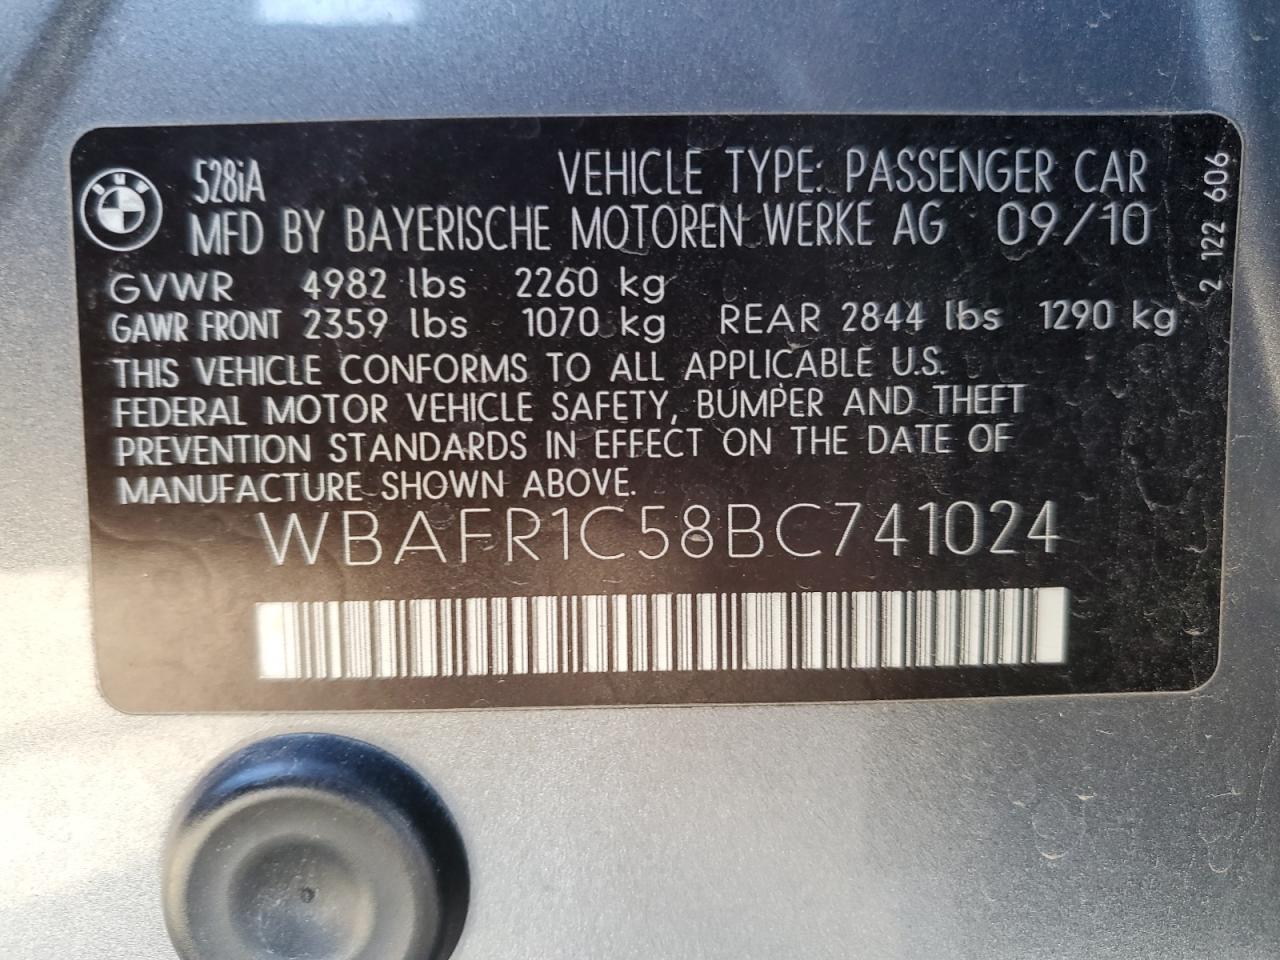 BMW
528iA VEHICLE TYPE: PASSENGER CAR
MFD BY BAYERISCHE MOTOREN WERKE AG 09/10
GVWR 4982 lbs 2260 kg
GAWR FRONT 2359 lbs 1070 kg REAR 2844 lbs 1290 kg
THIS VEHICLE CONFORMS TO ALL APPLICABLE U.S.
FEDERAL MOTOR VEHICLE SAFETY, BUMPER AND THEFT
PREVENTION STANDARDS IN EFFECT ON THE DATE OF
MANUFACTURE SHOWN ABOVE.
WBAFR1C58BC741024
2 122 606